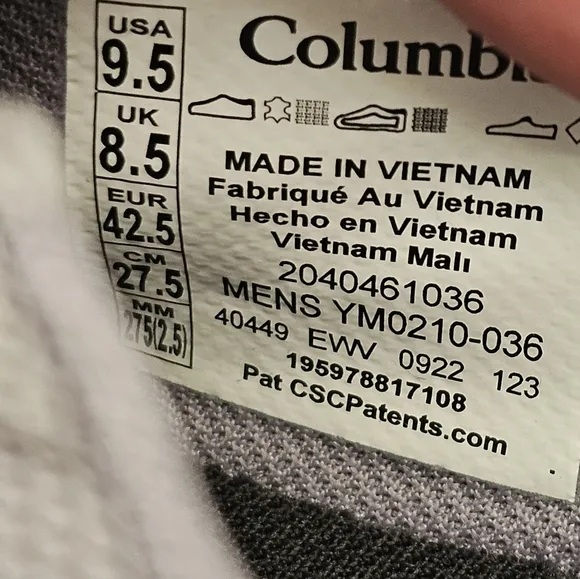 USA
9.5
UK
8.5
EUR
42.5
CM
27.5
MM
275(2.5)
Columbi
MADE IN VIETNAM
Fabriqué Au Vietnam
Hecho en Vietnam
Vietnam Malı
2040461036
MENS YM0210-036
40449 EWV 0922 123
195978817108
Pat CSCPatents.com